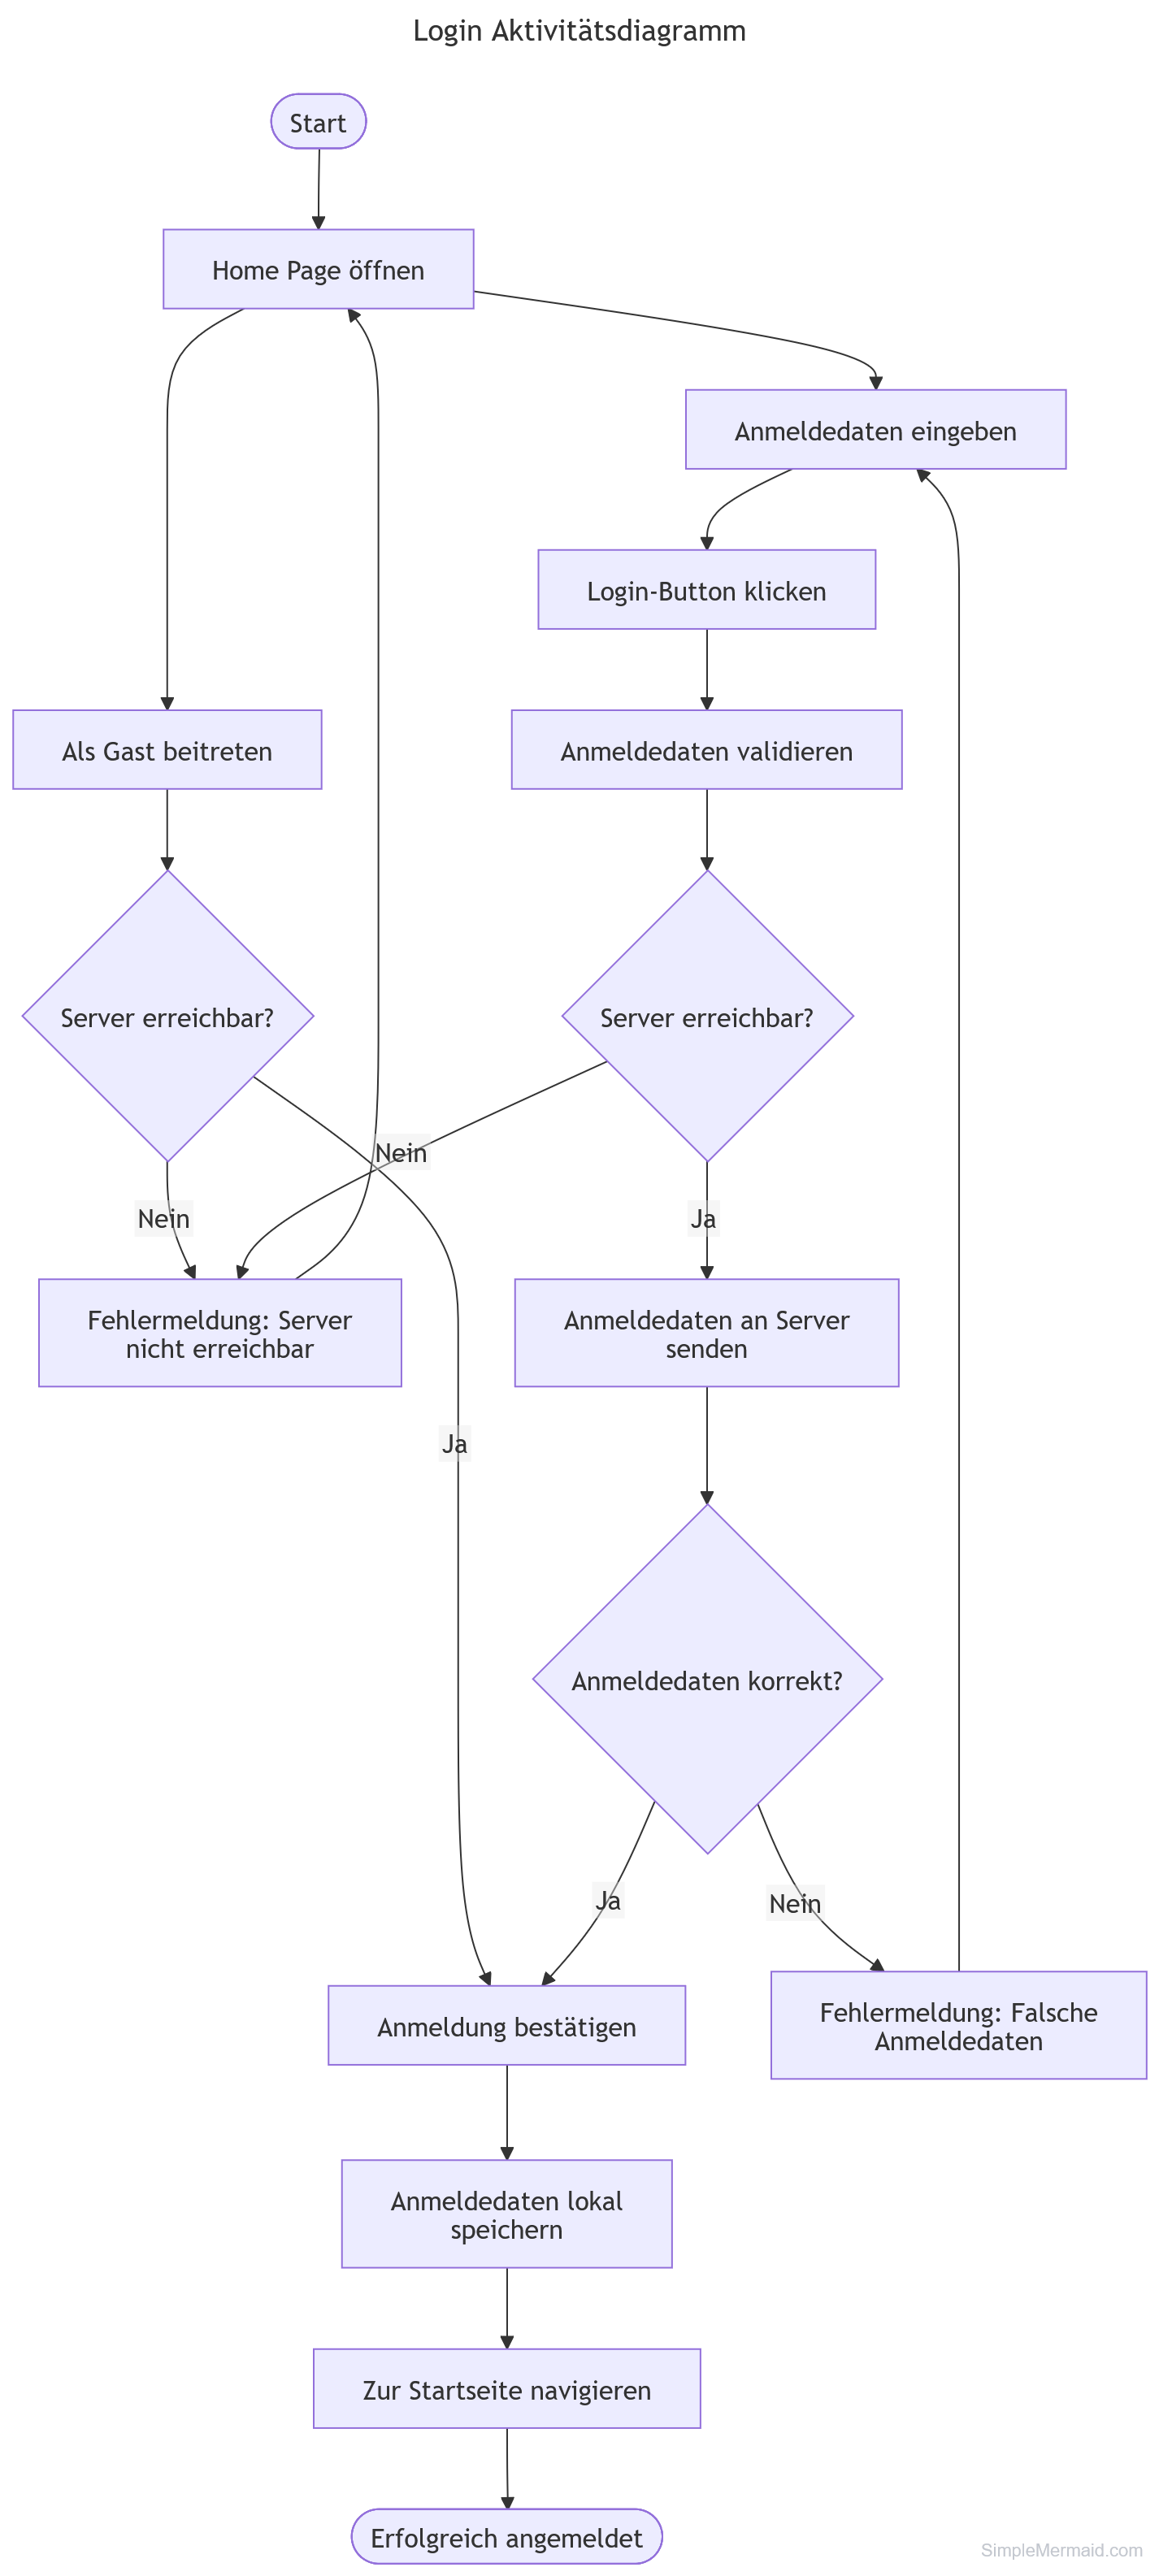 Login Aktivitätsdiagramm
Start
Home Page öffnen
Anmeldedaten eingeben
Login-Button klicken
Als Gast beitreten
Anmeldedaten validieren
Server erreichbar?
Server erreichbar?
Nein
Nein
Ja
Fehlermeldung: Server
nicht erreichbar
Anmeldedaten an Server
senden
Ja
Anmeldedaten korrekt?
Ja
Nein
Anmeldung bestätigen
Fehlermeldung: Falsche
Anmeldedaten
Anmeldedaten lokal
speichern
Zur Startseite navigieren
Erfolgreich angemeldet
SimpleMermaid.com